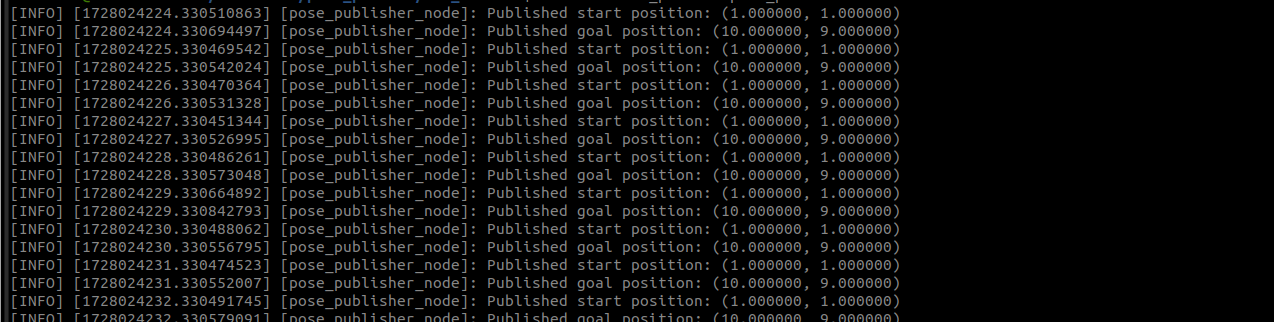 [INFO] [1728024224.330510863] [pose_publisher_node]: Published start position: (1.000000, 1.000000)
[INFO] [1728024224.330694497] [pose_publisher_node]: Published goal position: (10.000000, 9.000000)
[INFO] [1728024225.330469542] [pose_publisher_node]: Published start position: (1.000000, 1.000000)
[INFO] [1728024225.330542024] [pose_publisher_node]: Published goal position: (10.000000, 9.000000)
[INFO] [1728024226.330470364] [pose_publisher_node]: Published start position: (1.000000, 1.000000)
[INFO] [1728024226.330531328] [pose_publisher_node]: Published goal position: (10.000000, 9.000000)
[INFO] [1728024227.330451344] [pose_publisher_node]: Published start position: (1.000000, 1.000000)
[INFO] [1728024227.330526995] [pose_publisher_node]: Published goal position: (10.000000, 9.000000)
[INFO] [1728024228.330486261] [pose_publisher_node]: Published start position: (1.000000, 1.000000)
[INFO] [1728024228.330573048] [pose_publisher_node]: Published goal position: (10.000000, 9.000000)
[INFO] [1728024229.330664892] [pose_publisher_node]: Published start position: (1.000000, 1.000000)
[INFO] [1728024229.330842793] [pose_publisher_node]: Published goal position: (10.000000, 9.000000)
[INFO] [1728024230.330488062] [pose_publisher_node]: Published start position: (1.000000, 1.000000)
[INFO] [1728024230.330556795] [pose_publisher_node]: Published goal position: (10.000000, 9.000000)
[INFO] [1728024231.330474523] [pose_publisher_node]: Published start position: (1.000000, 1.000000)
[INFO] [1728024231.330552007] [pose_publisher_node]: Published goal position: (10.000000, 9.000000)
[INFO] [1728024232.330491745] [pose_publisher_node]: Published start position: (1.000000, 1.000000)
[INFO] [1728024232.330579091] [pose_publisher_node]: Published goal position: (10.000000, 9.000000)